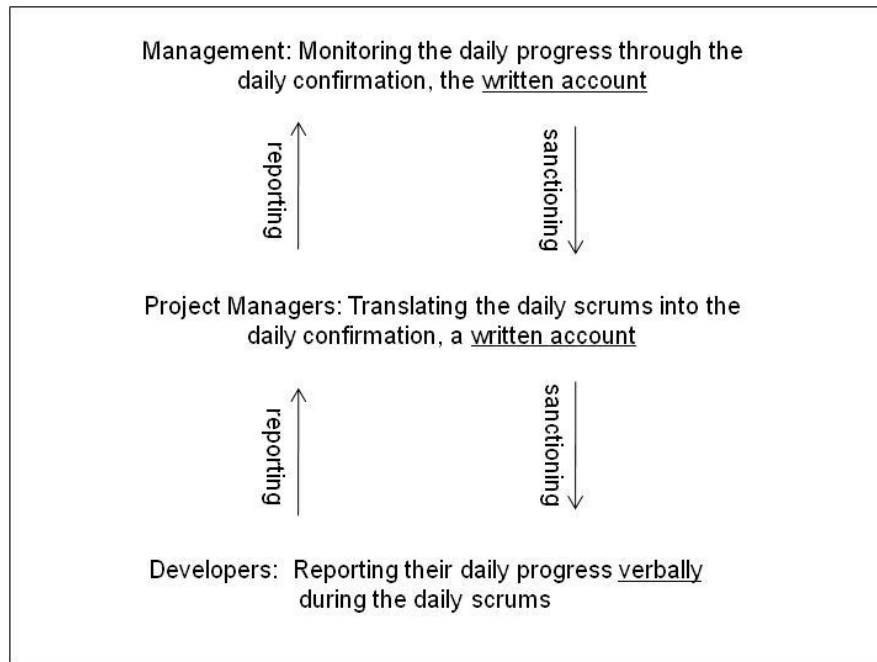 Management: Monitoring the daily progress through the
daily confirmation, the written account
reporting
sanctioning
Project Managers: Translating the daily scrums into the
daily confirmation, a written account
reporting
sanctioning
Developers: Reporting their daily progress verbally
during the daily scrums